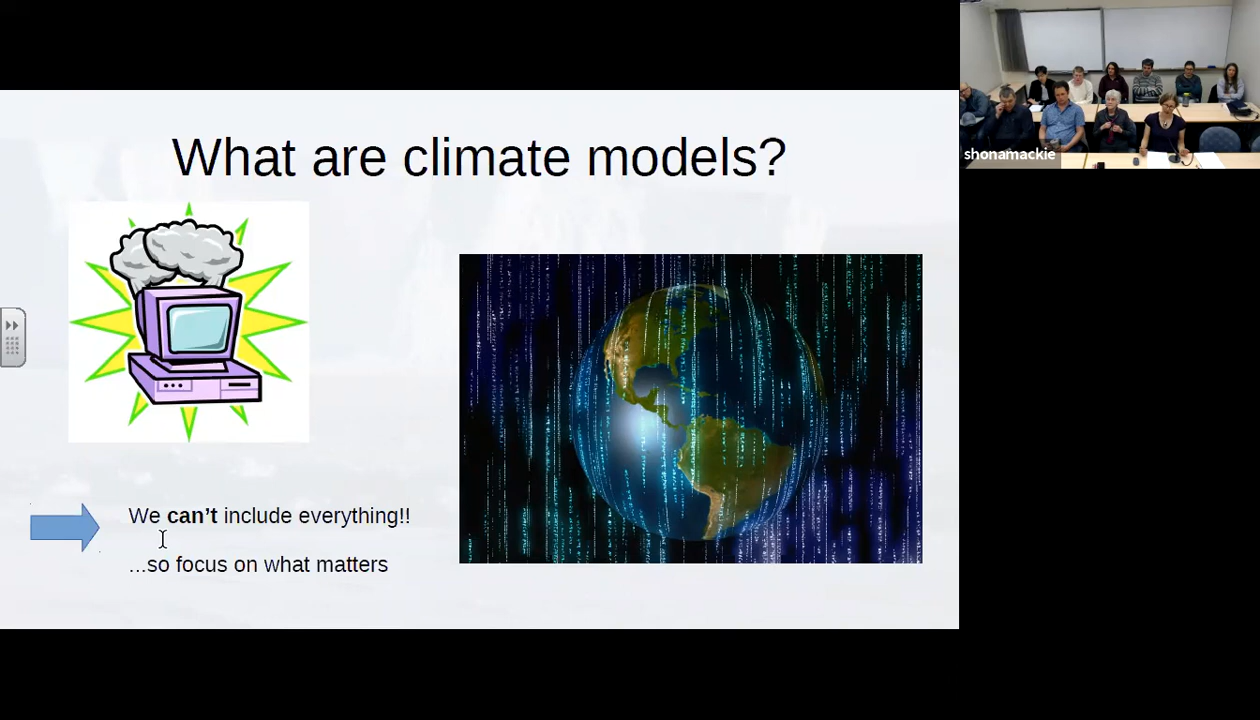 What are climate models?
We can't include everything!!
...so focus on what matters
shonamackie